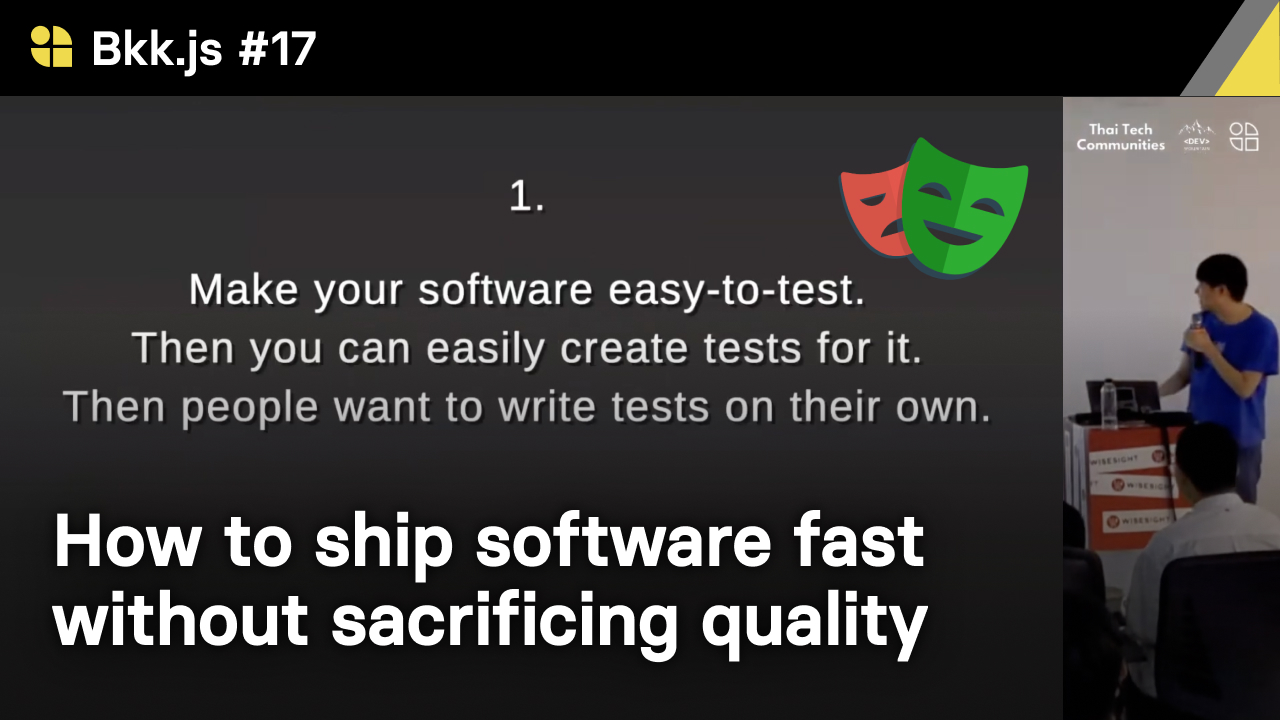 Bkk.js #17
Thai Tech
Communities
<DEV>
MOUNTAIN
1.
Make your software easy-to-test.
Then you can easily create tests for it.
Then people want to write tests on their own.
WISESIGHT
WISESIGHT
WISESIGHT
How to ship software fast
without sacrificing quality